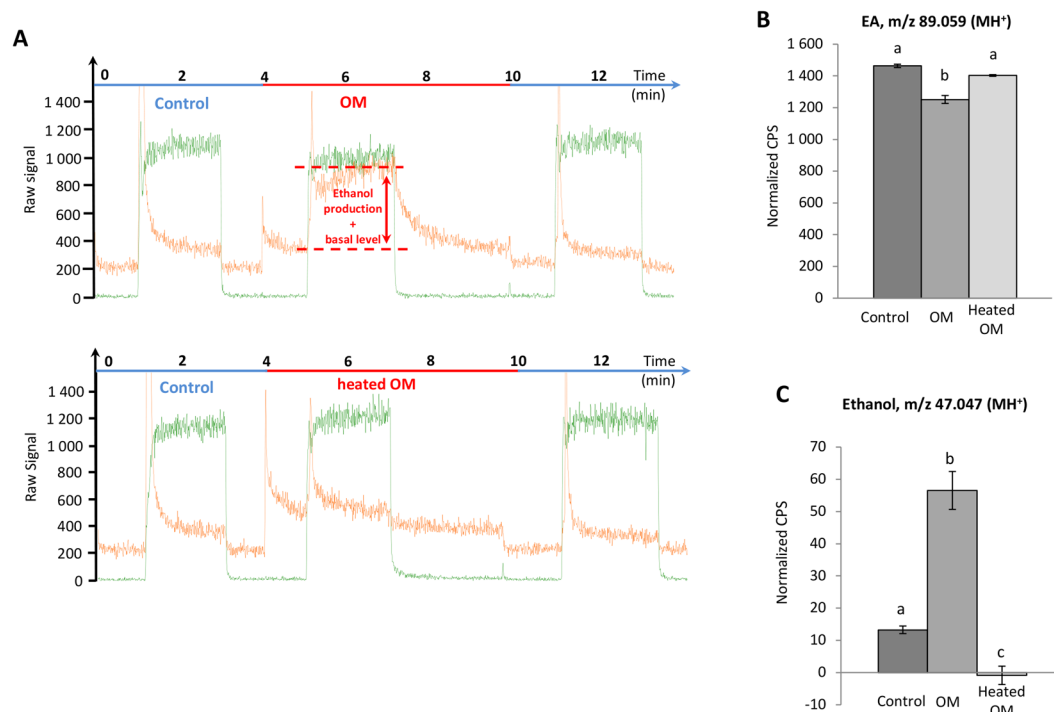 A
0 2 4 6 8 10 12 Time
(min)
Control OM
1 400
1 200
1 000
800
600
400
200
0
Raw signal
Ethanol
production
+
basal level
0 2 4 6 8 10 12 Time
(min)
Control heated OM
1 400
1 200
1 000
800
600
400
200
0
Raw Signal
B
EA, m/z 89.059 (MH⁺)
1 600
1 400
1 200
1 000
800
600
400
200
0
Normalized CPS
a b a
Control OM Heated
OM
C
Ethanol, m/z 47.047 (MH⁺)
70
60
50
40
30
20
10
0
-10
Normalized CPS
a b c
Control OM Heated
OM